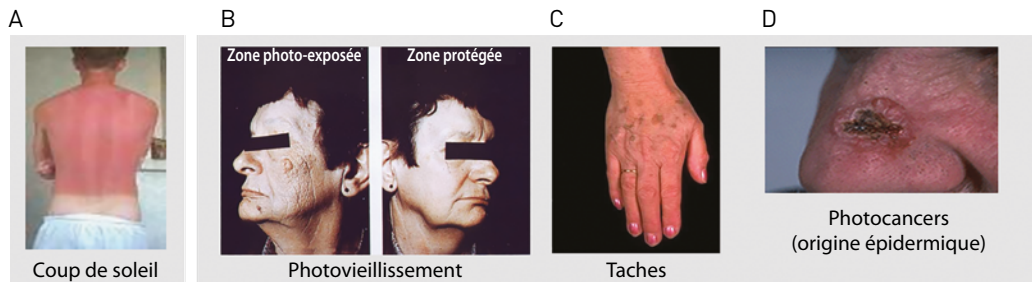 A
B
C
D
Zone photo-exposée
Zone protégée
Coup de soleil
Photovieillissement
Taches
Photocancers
(origine épidermique)